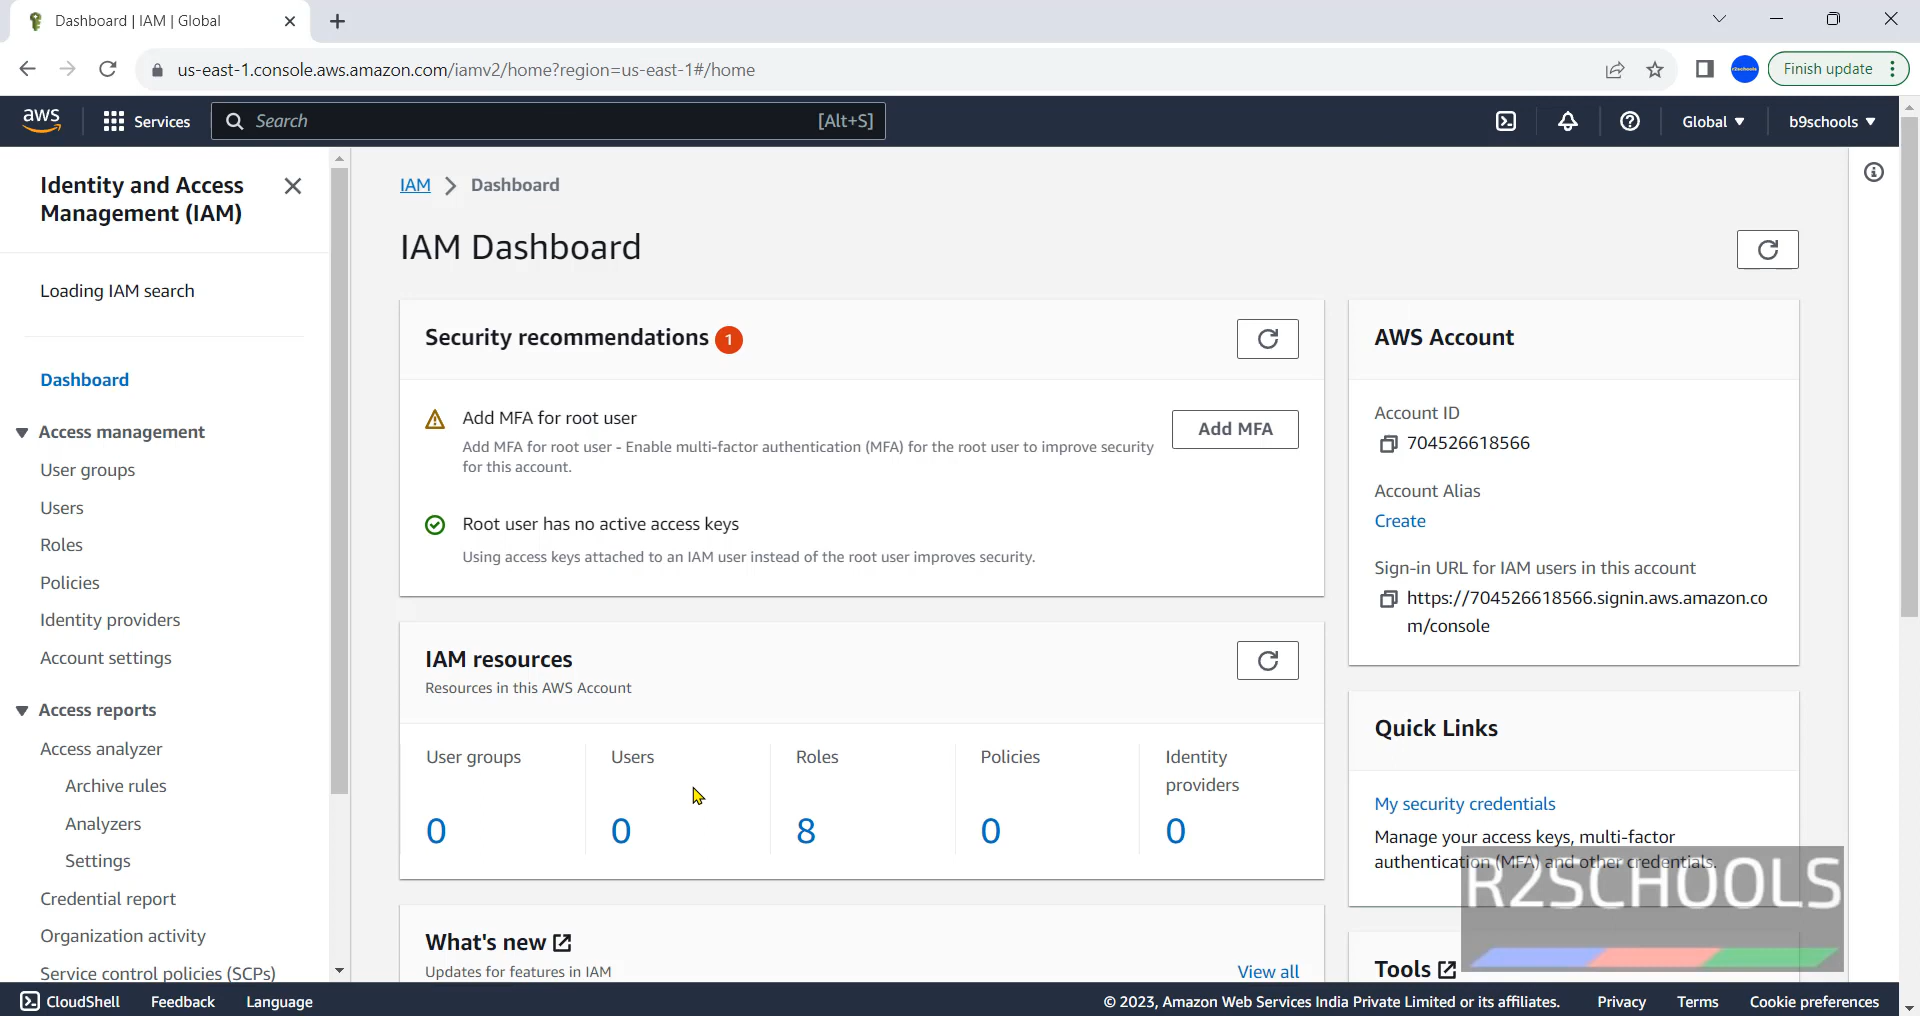 Dashboard | IAM | Global
us-east-1.console.aws.amazon.com/iamv2/home?region=us-east-1#/home
Finish update
aws
Services
Search
[Alt+S]
Global
b9schools
Identity and Access
Management (IAM)
Loading IAM search
Dashboard
Access management
User groups
Users
Roles
Policies
Identity providers
Account settings
Access reports
Access analyzer
Archive rules
Analyzers
Settings
Credential report
Organization activity
Service control policies (SCPs)
IAM
Dashboard
IAM Dashboard
Security recommendations
1
Add MFA for root user
Add MFA for root user - Enable multi-factor authentication (MFA) for the root user to improve security
for this account.
Add MFA
Root user has no active access keys
Using access keys attached to an IAM user instead of the root user improves security.
IAM resources
Resources in this AWS Account
User groups
0
Users
0
Roles
8
Policies
0
Identity
providers
0
What's new
Updates for features in IAM
View all
AWS Account
Account ID
704526618566
Account Alias
Create
Sign-in URL for IAM users in this account
https://704526618566.signin.aws.amazon.co
m/console
Quick Links
My security credentials
Manage your access keys, multi-factor
authentication (MFA) and other credentials.
R2SCHOOLS
Tools
CloudShell
Feedback
Language
© 2023, Amazon Web Services India Private Limited or its affiliates.
Privacy
Terms
Cookie preferences